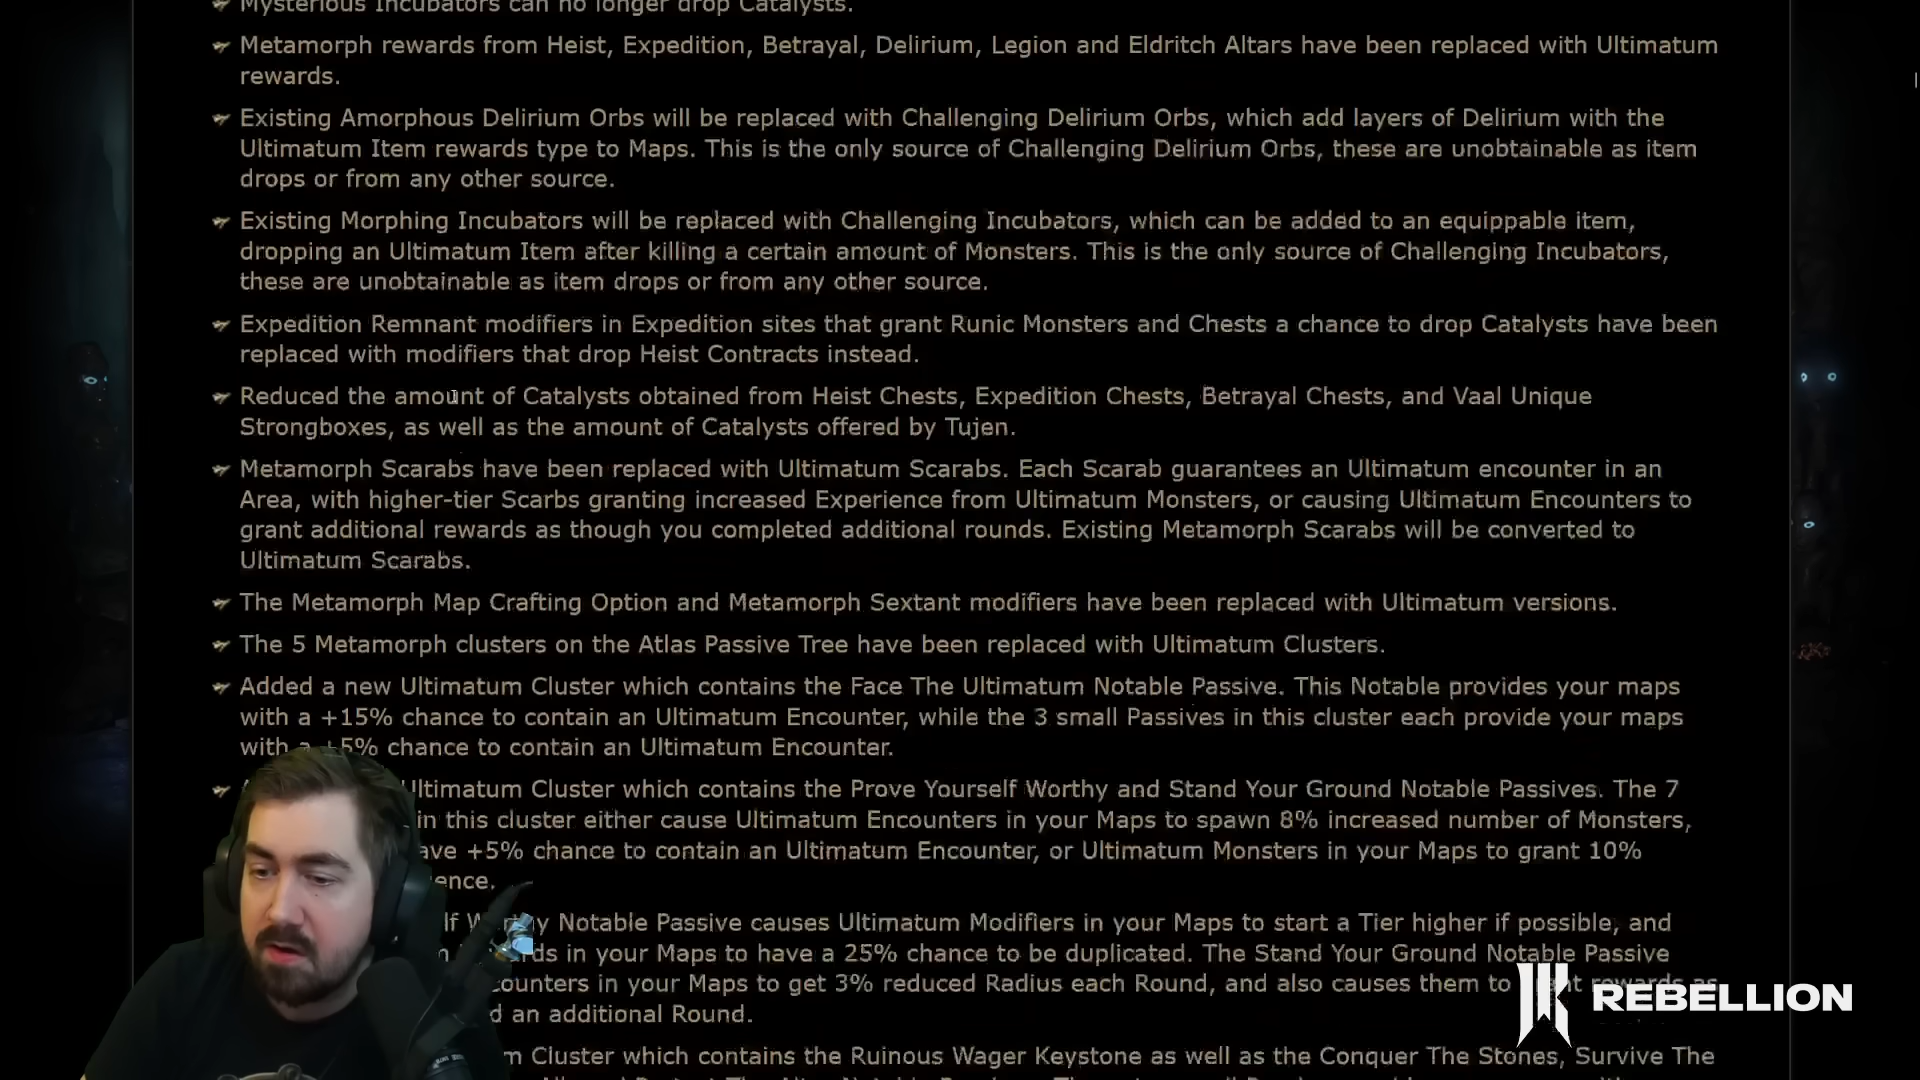 Mysterious Incubators can no longer drop Catalysts.
Metamorph rewards from Heist, Expedition, Betrayal, Delirium, Legion and Eldritch Altars have been replaced with Ultimatum
rewards.
Existing Amorphous Delirium Orbs will be replaced with Challenging Delirium Orbs, which add layers of Delirium with the
Ultimatum Item rewards type to Maps. This is the only source of Challenging Delirium Orbs, these are unobtainable as item
drops or from any other source.
Existing Morphing Incubators will be replaced with Challenging Incubators, which can be added to an equippable item,
dropping an Ultimatum Item after killing a certain amount of Monsters. This is the only source of Challenging Incubators,
these are unobtainable as item drops or from any other source.
Expedition Remnant modifiers in Expedition sites that grant Runic Monsters and Chests a chance to drop Catalysts have been
replaced with modifiers that drop Heist Contracts instead.
Reduced the amount of Catalysts obtained from Heist Chests, Expedition Chests, Betrayal Chests, and Vaal Unique
Strongboxes, as well as the amount of Catalysts offered by Tujen.
Metamorph Scarabs have been replaced with Ultimatum Scarabs. Each Scarab guarantees an Ultimatum encounter in an
Area, with higher-tier Scarbs granting increased Experience from Ultimatum Monsters, or causing Ultimatum Encounters to
grant additional rewards as though you completed additional rounds. Existing Metamorph Scarabs will be converted to
Ultimatum Scarabs.
The Metamorph Map Crafting Option and Metamorph Sextant modifiers have been replaced with Ultimatum versions.
The 5 Metamorph clusters on the Atlas Passive Tree have been replaced with Ultimatum Clusters.
Added a new Ultimatum Cluster which contains the Face The Ultimatum Notable Passive. This Notable provides your maps
with a +15% chance to contain an Ultimatum Encounter, while the 3 small Passives in this cluster each provide your maps
with a +5% chance to contain an Ultimatum Encounter.
Ultimatum Cluster which contains the Prove Yourself Worthy and Stand Your Ground Notable Passives. The 7
in this cluster either cause Ultimatum Encounters in your Maps to spawn 8% increased number of Monsters,
+5% chance to contain an Ultimatum Encounter, or Ultimatum Monsters in your Maps to grant 10%
Notable Passive causes Ultimatum Modifiers in your Maps to start a Tier higher if possible, and
in your Maps to have a 25% chance to be duplicated. The Stand Your Ground Notable Passive
in your Maps to get 3% reduced Radius each Round, and also causes them to
an additional Round.
Cluster which contains the Ruinous Wager Keystone as well as the Conquer The Stones, Survive The
REBELLION